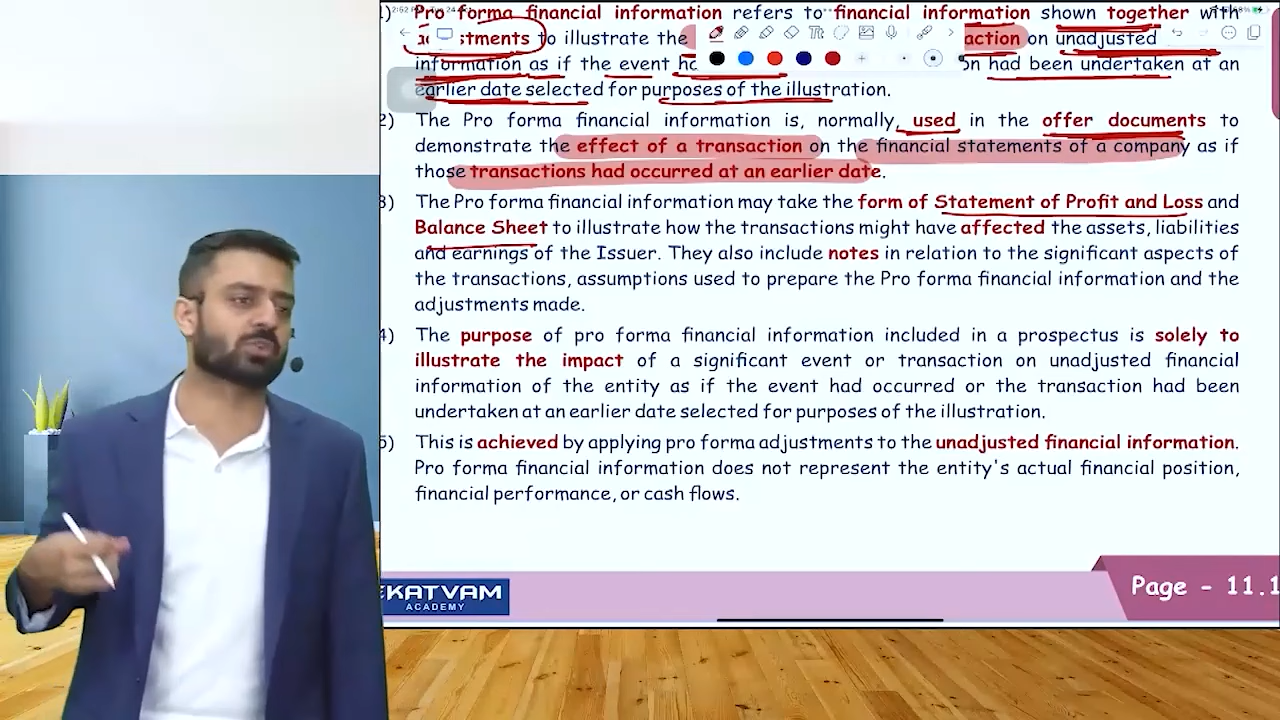 1) Pro forma financial information refers to financial information shown together with
stments to illustrate the action on unadjusted
information as if the event had been undertaken at an
earlier date selected for purposes of the illustration.
2) The Pro forma financial information is, normally, used in the offer documents to
demonstrate the effect of a transaction on the financial statements of a company as if
those transactions had occurred at an earlier date.
3) The Pro forma financial information may take the form of Statement of Profit and Loss and
Balance Sheet to illustrate how the transactions might have affected the assets, liabilities
and earnings of the Issuer. They also include notes in relation to the significant aspects of
the transactions, assumptions used to prepare the Pro forma financial information and the
adjustments made.
4) The purpose of pro forma financial information included in a prospectus is solely to
illustrate the impact of a significant event or transaction on unadjusted financial
information of the entity as if the event had occurred or the transaction had been
undertaken at an earlier date selected for purposes of the illustration.
5) This is achieved by applying pro forma adjustments to the unadjusted financial information.
Pro forma financial information does not represent the entity's actual financial position,
financial performance, or cash flows.
EKATVAM
ACADEMY
Page - 11.1